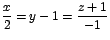 x/2 = y − 1 = (z + 1)/(−1)